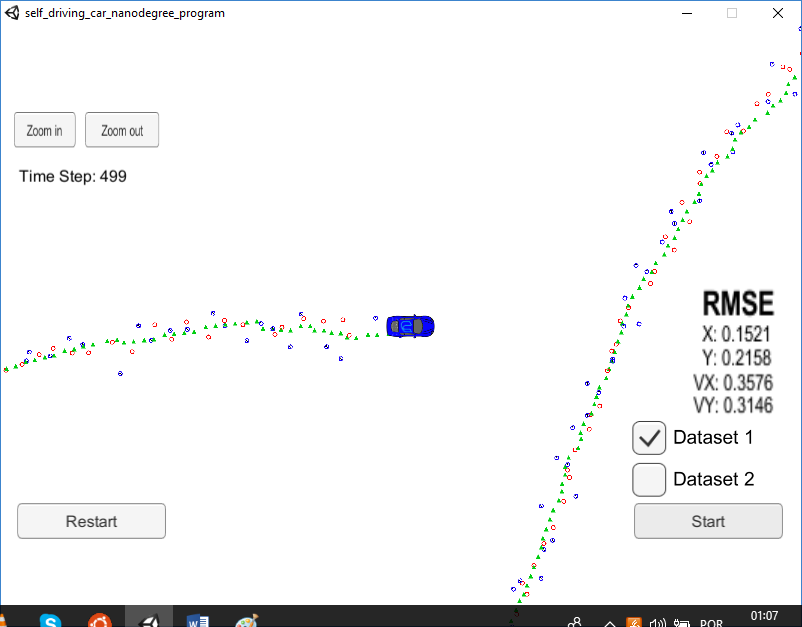 self_driving_car_nanodegree_program
Zoom in
Zoom out
Time Step: 499
RMSE
X: 0.1521
Y: 0.2158
VX: 0.3576
VY: 0.3146
Dataset 1
Dataset 2
Restart
Start
POR
01:07